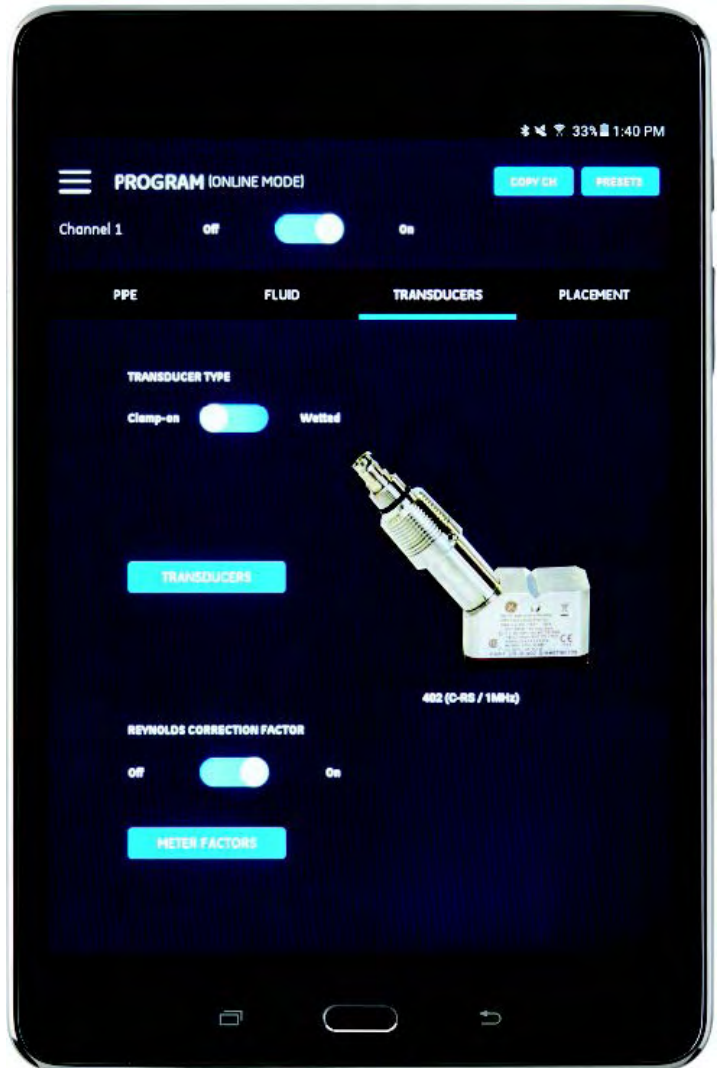 33% 1:40 PM
PROGRAM (ONLINE MODE)
COPY CH
PRESETS
Channel 1 Off On
PIPE FLUID TRANSDUCERS PLACEMENT
TRANSDUCER TYPE
Clamp-on Wetted
TRANSDUCERS
CE
402 (C-RS / 1MHz)
REYNOLDS CORRECTION FACTOR
Off On
METER FACTORS